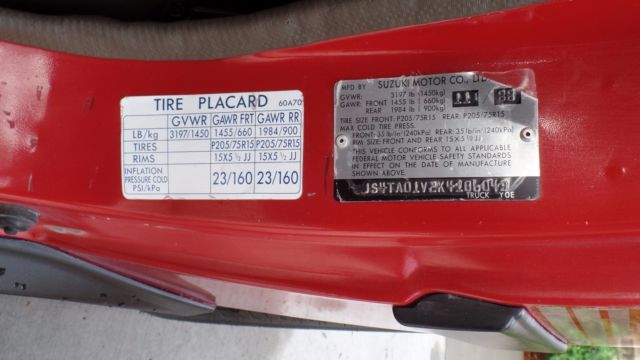 TIRE PLACARD 60A70
GVWR GAWR FRT GAWR RR
LB/kg 3197/1450 1455/660 1984/900
TIRES P205/75R15 P205/75R15
RIMS 15X5 ½ JJ 15X5 ½ JJ
INFLATION
PRESSURE COLD
PSI/kPa 23/160 23/160
MFD BY SUZUKI MOTOR CO., LTD
GVWR: 3197 lb (1450kg)
GAWR: FRONT 1455 lb (660kg)
REAR 1984 lb (900kg)
TIRE SIZE FRONT: P205/75R15 REAR: P205/75R15
MAX COLD TIRE PRESS.
FRONT: 35 lb/in² (240kPa) REAR: 35 lb/in² (240kPa)
RIM SIZE FRONT AND REAR 15X5 ½ JJ
THIS VEHICLE CONFORMS TO ALL APPLICABLE
FEDERAL MOTOR VEHICLE SAFETY STANDARDS
IN EFFECT ON THE DATE OF MANUFACTURE
SHOWN ABOVE.
TRUCK YOE